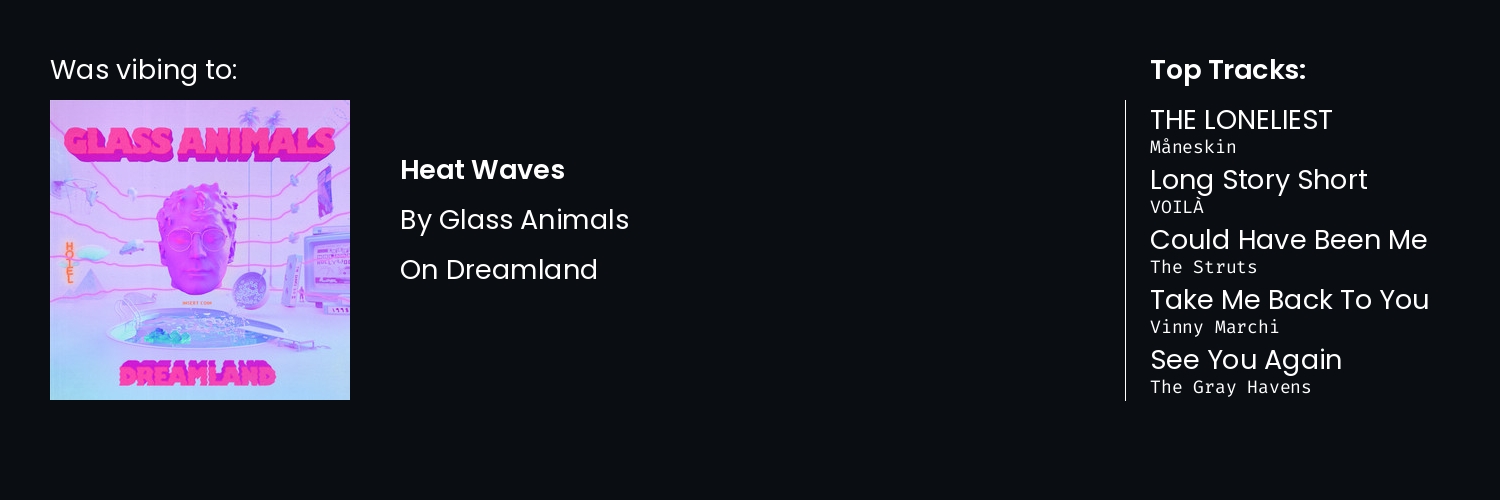 Was vibing to:
GLASS ANIMALS
HOTEL
1998
DREAMLAND
Heat Waves
By Glass Animals
On Dreamland
Top Tracks:
THE LONELIEST
Måneskin
Long Story Short
VOILÀ
Could Have Been Me
The Struts
Take Me Back To You
Vinny Marchi
See You Again
The Gray Havens